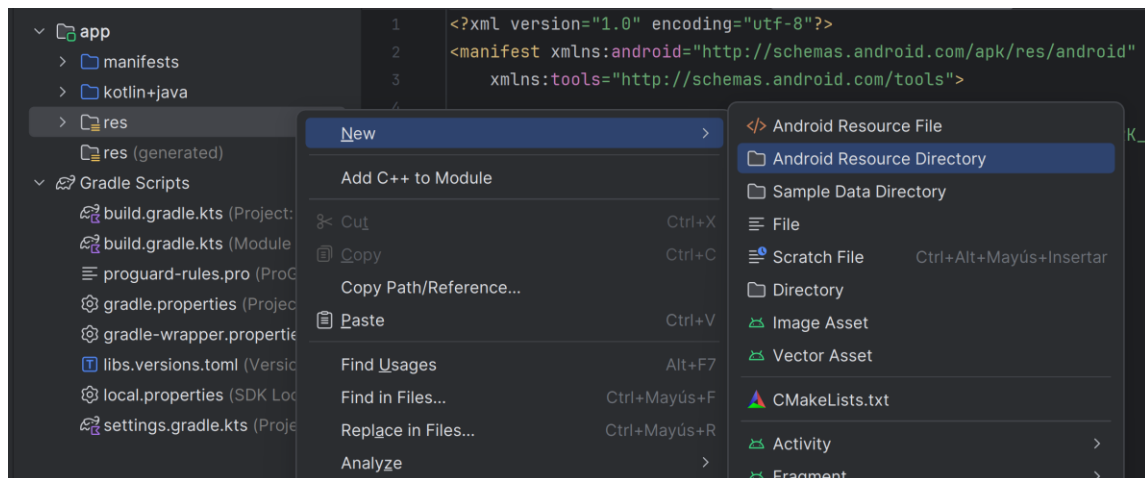 app
manifests
kotlin+java
res
res (generated)
Gradle Scripts
build.gradle.kts (Project:
build.gradle.kts (Module
proguard-rules.pro (ProG
gradle.properties (Projec
gradle-wrapper.propertie
libs.versions.toml (Versic
local.properties (SDK Loc
settings.gradle.kts (Proje
1 <?xml version="1.0" encoding="utf-8"?>
2 <manifest xmlns:android="http://schemas.android.com/apk/res/android"
3 xmlns:tools="http://schemas.android.com/tools">
4
K_
New
Add C++ to Module
Cut Ctrl+X
Copy Ctrl+C
Copy Path/Reference...
Paste Ctrl+V
Find Usages Alt+F7
Find in Files... Ctrl+Mayús+F
Replace in Files... Ctrl+Mayús+R
Analyze
</> Android Resource File
Android Resource Directory
Sample Data Directory
File
Scratch File Ctrl+Alt+Mayús+Insertar
Directory
Image Asset
Vector Asset
CMakeLists.txt
Activity
Fragment